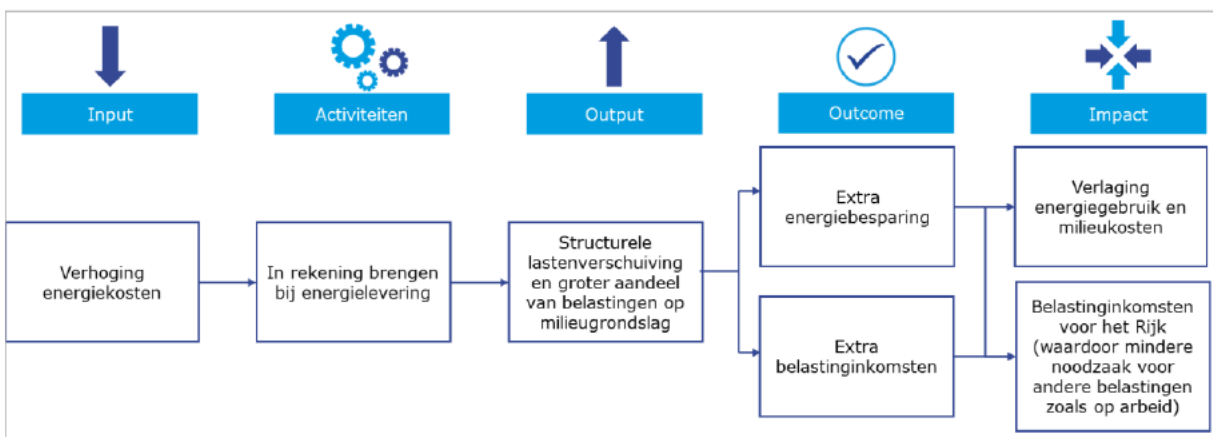 Input
Activiteiten
Output
Outcome
Impact
Verhoging
energiekosten
In rekening brengen
bij energielevering
Structurele
lastenverschuiving
en groter aandeel
van belastingen op
milieugrondslag
Extra
energiebesparing
Extra
belastinginkomsten
Verlaging
energiegebruik en
milieukosten
Belastinginkomsten
voor het Rijk
(waardoor mindere
noodzaak voor
andere belastingen
zoals op arbeid)